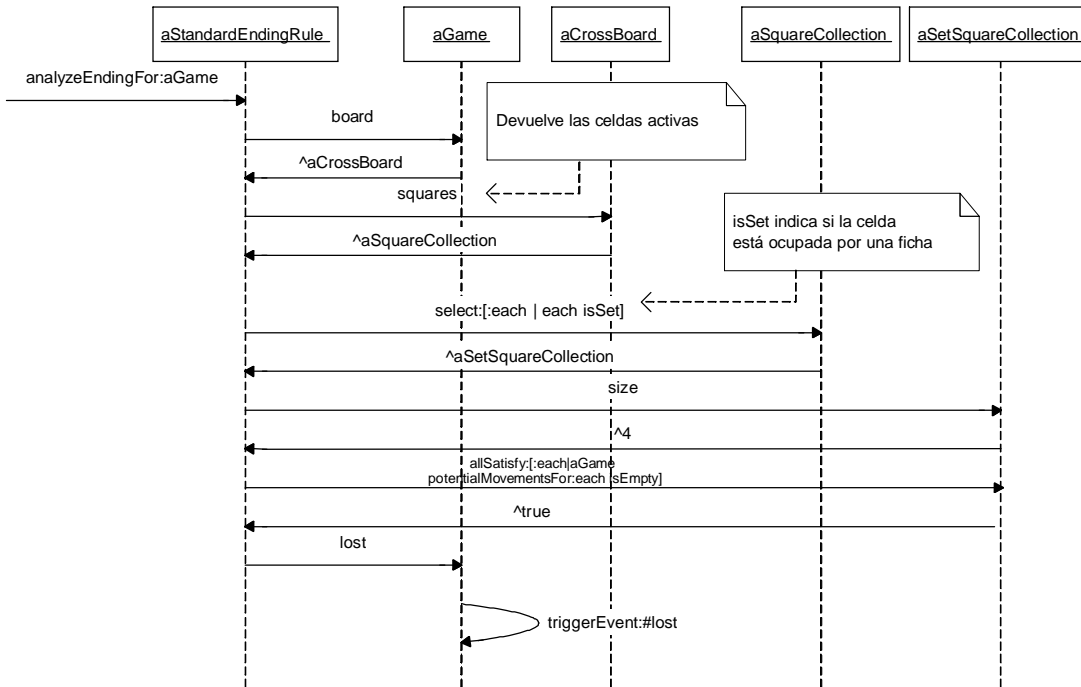 aStandardEndingRule
aGame
aCrossBoard
aSquareCollection
aSetSquareCollection
analyzeEndingFor:aGame
board
Devuelve las celdas activas
^aCrossBoard
squares
isSet indica si la celda
está ocupada por una ficha
^aSquareCollection
select:[:each | each isSet]
^aSetSquareCollection
size
^4
allSatisfy:[:each|aGame
potentialMovementsFor:each isEmpty]
^true
lost
triggerEvent:#lost